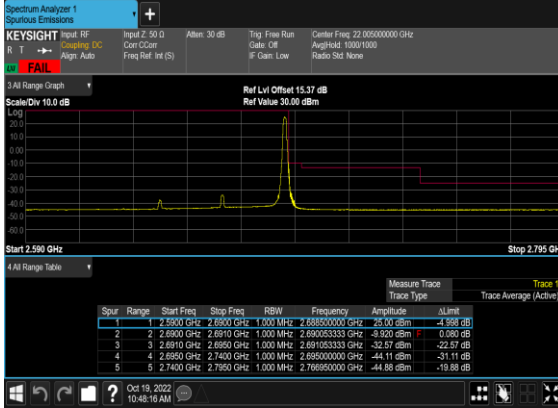 Spectrum Analyzer 1
Spurious Emissions
+
KEYSIGHT Input: RF Input Z: 50 Ω Atten: 30 dB Trig: Free Run Center Freq: 22.005000000 GHz
R T Coupling: DC Corr CCorr Gate: Off Avg|Hold: 1000/1000
Align: Auto Freq Ref: Int (S) IF Gain: Low Radio Std: None
FAIL
3 All Range Graph Ref Lvl Offset 15.37 dB
Scale/Div 10.0 dB Ref Value 30.00 dBm
Log
20.0
10.0
0.00
-10.0
-20.0
-30.0
-40.0
-50.0
-60.0
Start 2.590 GHz Stop 2.795 GH
4 All Range Table
Measure Trace Trace 1
Trace Type Trace Average (Active)
Spur Range Start Freq Stop Freq RBW Frequency Amplitude ΔLimit
1 1 2.5900 GHz 2.6900 GHz 1.000 MHz 2.688500000 GHz 25.00 dBm -4.998 dB
2 2 2.6900 GHz 2.6910 GHz 1.000 MHz 2.690053333 GHz -9.920 dBm F 0.080 dB
3 3 2.6910 GHz 2.6950 GHz 1.000 MHz 2.691053333 GHz -32.57 dBm -22.57 dB
4 4 2.6950 GHz 2.7400 GHz 1.000 MHz 2.695000000 GHz -44.11 dBm -31.11 dB
5 5 2.7400 GHz 2.7950 GHz 1.000 MHz 2.766950000 GHz -44.88 dBm -19.88 dB
? Oct 19, 2022
10:48:16 AM